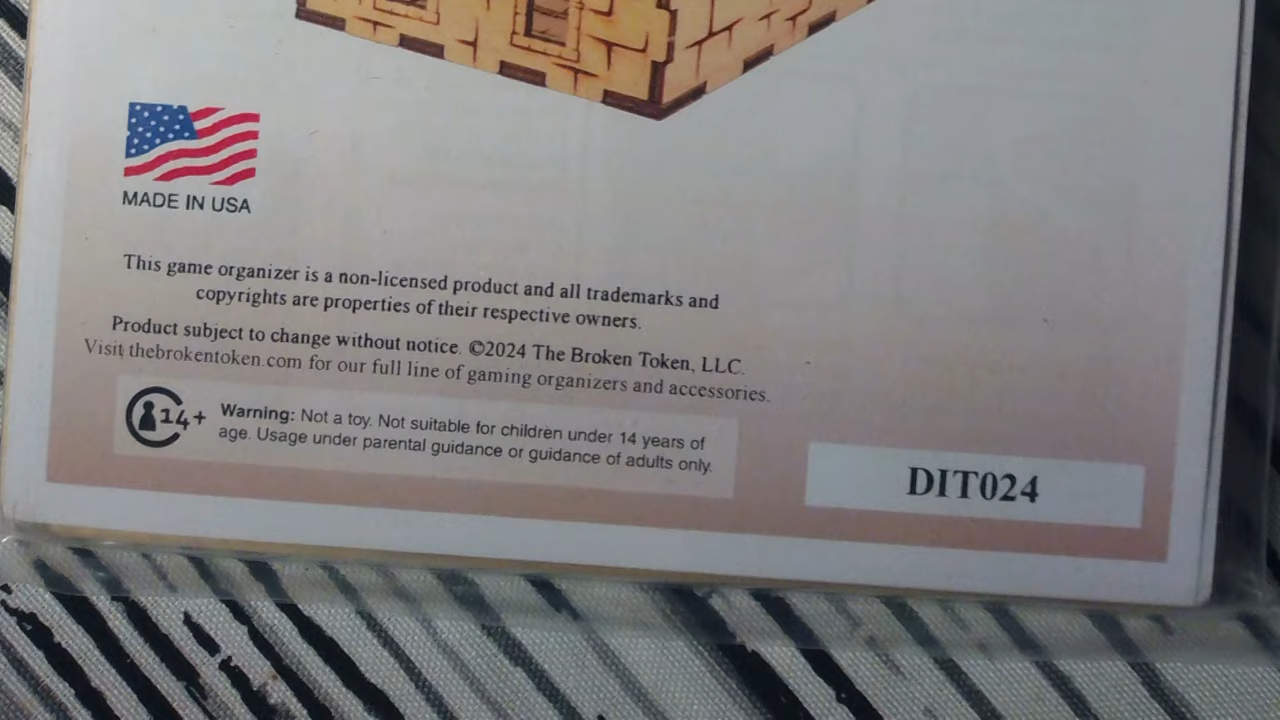 MADE IN USA
This game organizer is a non-licensed product and all trademarks and
copyrights are properties of their respective owners.
Product subject to change without notice. ©2024 The Broken Token, LLC.
Visit thebrokentoken.com for our full line of gaming organizers and accessories.
14+
Warning: Not a toy. Not suitable for children under 14 years of
age. Usage under parental guidance or guidance of adults only.
DIT024